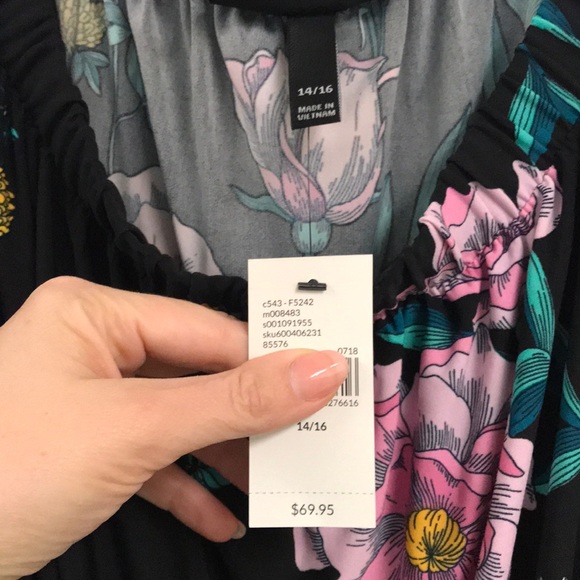 14/16
MADE IN
VIETNAM
c543 - F5242
m008483
s001091955
sku600406231
85576
0718
276616
14/16
$69.95